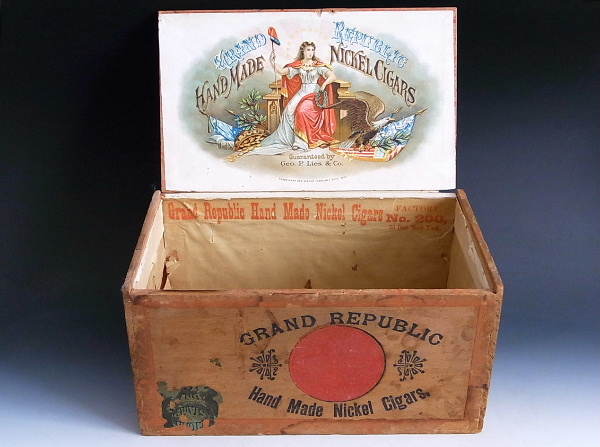 GRAND REPUBLIC
HAND MADE NICKEL CIGARS
Guaranteed by
GEO. P. LIES & CO.
Grand Republic Hand Made Nickel Cigars
FACTORY
No. 200,
GRAND REPUBLIC
Hand Made Nickel Cigars.